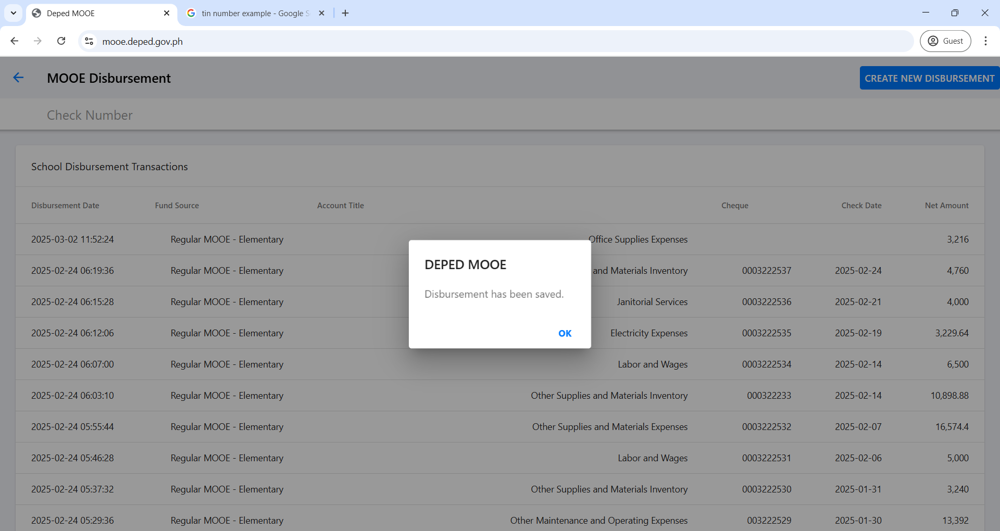 Deped MOOE
tin number example - Google S
mooe.deped.gov.ph
Guest
MOOE Disbursement
CREATE NEW DISBURSEMENT
Check Number
School Disbursement Transactions
Disbursement Date Fund Source Account Title Cheque Check Date Net Amount
2025-03-02 11:52:24 Regular MOOE - Elementary Office Supplies Expenses 3,216
2025-02-24 06:19:36 Regular MOOE - Elementary and Materials Inventory 0003222537 2025-02-24 4,760
2025-02-24 06:15:28 Regular MOOE - Elementary Janitorial Services 0003222536 2025-02-21 4,000
2025-02-24 06:12:06 Regular MOOE - Elementary Electricity Expenses 0003222535 2025-02-19 3,229.64
2025-02-24 06:07:00 Regular MOOE - Elementary Labor and Wages 0003222534 2025-02-14 6,500
2025-02-24 06:03:10 Regular MOOE - Elementary Other Supplies and Materials Inventory 000322233 2025-02-14 10,898.88
2025-02-24 05:55:44 Regular MOOE - Elementary Other Supplies and Materials Expenses 0003222532 2025-02-07 16,574.4
2025-02-24 05:46:28 Regular MOOE - Elementary Labor and Wages 0003222531 2025-02-06 5,000
2025-02-24 05:37:32 Regular MOOE - Elementary Other Supplies and Materials Inventory 0003222530 2025-01-31 3,240
2025-02-24 05:29:36 Regular MOOE - Elementary Other Maintenance and Operating Expenses 003222529 2025-01-30 13,392
DEPED MOOE
Disbursement has been saved.
OK